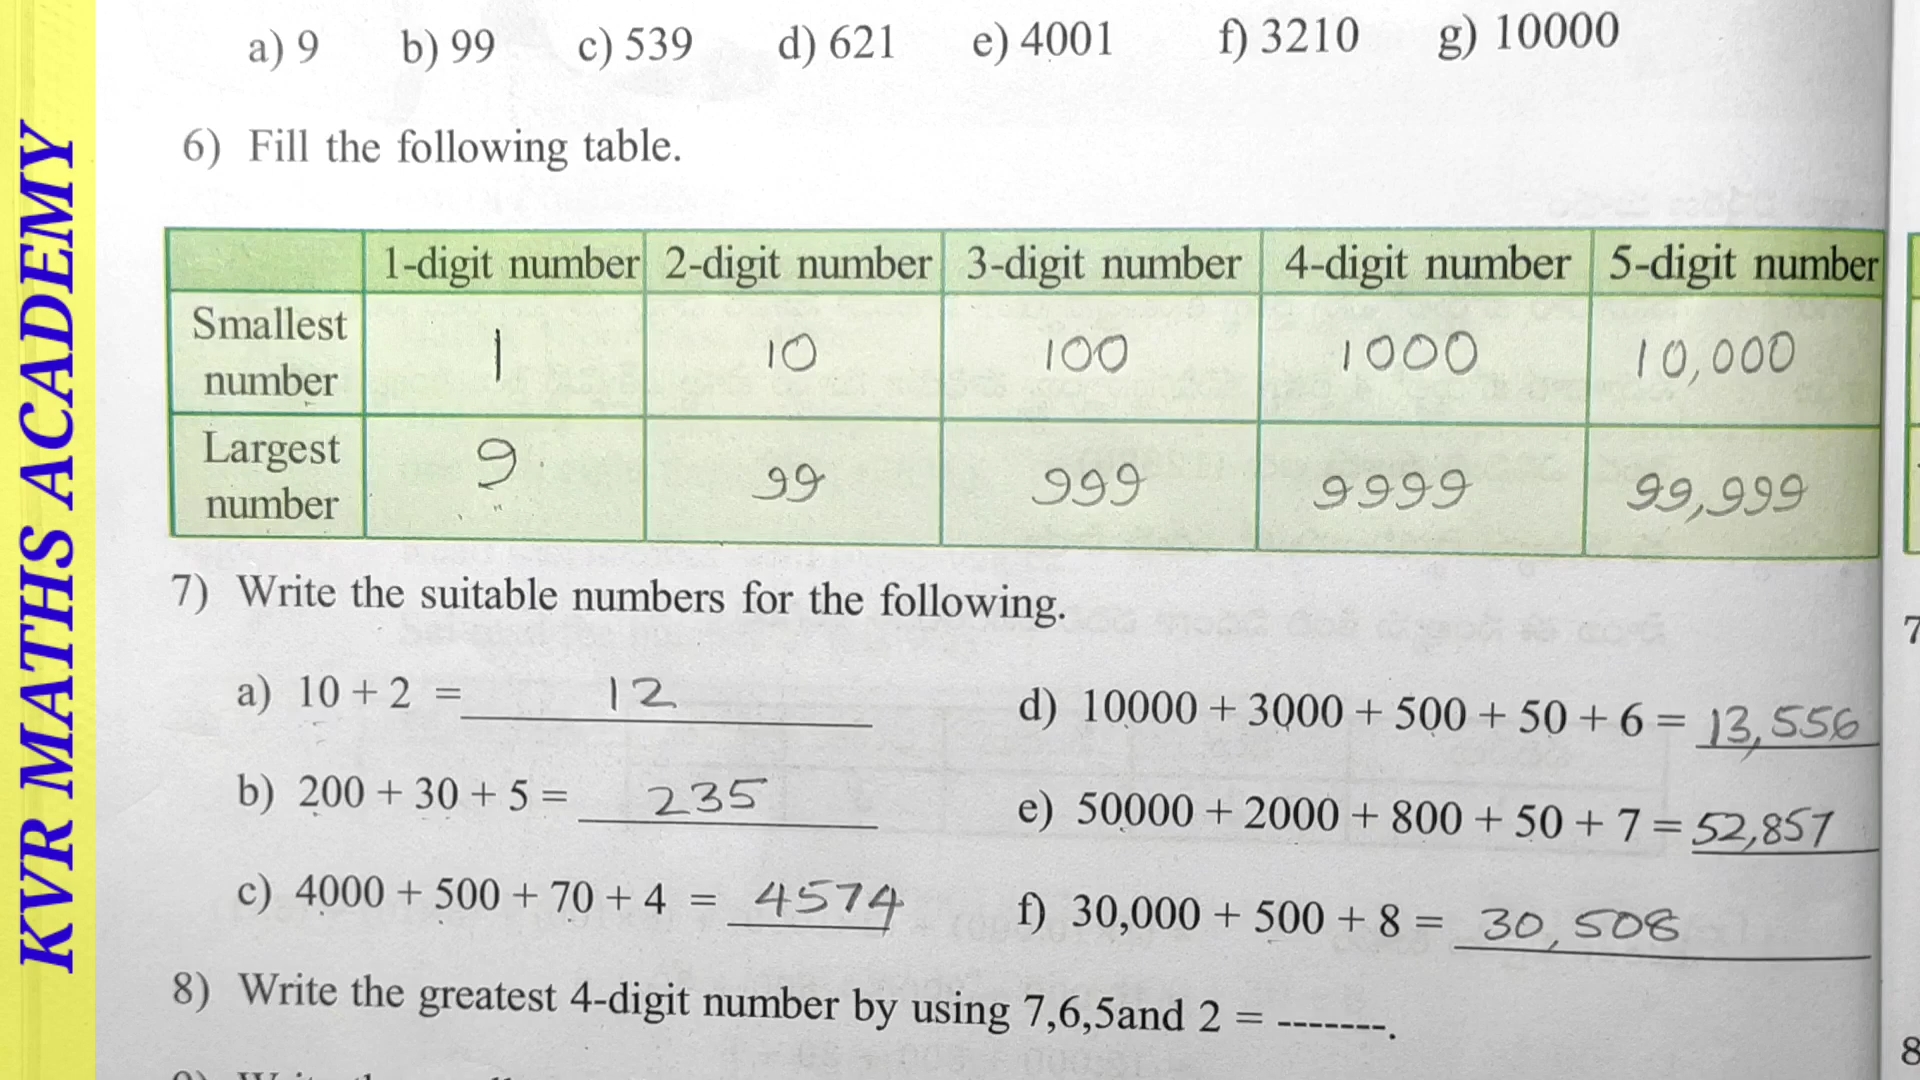 KVR MATHS ACADEMY
a) 9 b) 99 c) 539 d) 621 e) 4001 f) 3210 g) 10000
6) Fill the following table.
1-digit number 2-digit number 3-digit number 4-digit number 5-digit number
Smallest number 1 10 100 1000 10,000
Largest number 9 99 999 9999 99,999
7) Write the suitable numbers for the following.
a) 10 + 2 = 12
b) 200 + 30 + 5 = 235
c) 4000 + 500 + 70 + 4 = 4574
d) 10000 + 3000 + 500 + 50 + 6 = 13,556
e) 50000 + 2000 + 800 + 50 + 7 = 52,857
f) 30,000 + 500 + 8 = 30,508
8) Write the greatest 4-digit number by using 7,6,5and 2 = -------.
7
8